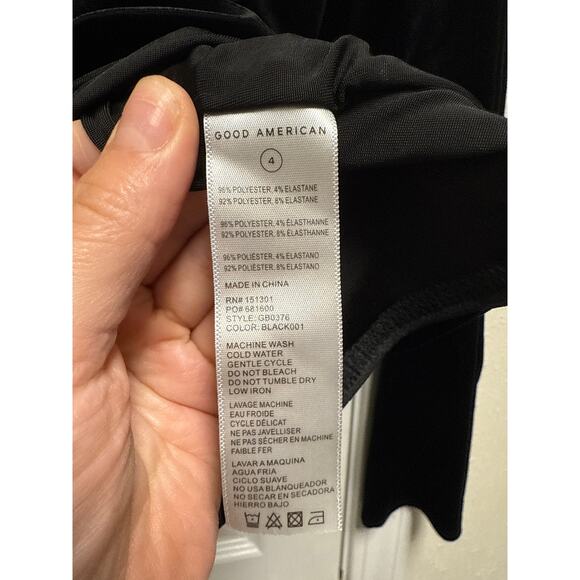 GOOD AMERICAN
4
96% POLYESTER, 4% ELASTANE
92% POLYESTER, 8% ELASTANE
96% POLYESTER, 4% ÉLASTHANNE
92% POLYESTER, 8% ÉLASTHANNE
96% POLIÉSTER, 4% ELASTANO
92% POLIÉSTER, 8% ELASTANO
MADE IN CHINA
RN# 151301
PO# 681600
STYLE: GB0376
COLOR: BLACK001
MACHINE WASH
COLD WATER
GENTLE CYCLE
DO NOT BLEACH
DO NOT TUMBLE DRY
LOW IRON
LAVAGE MACHINE
EAU FROIDE
CYCLE DÉLICAT
NE PAS JAVELLISER
NE PAS SÉCHER EN MACHINE
FAIBLE FER
LAVAR A MAQUINA
AGUA FRIA
CICLO SUAVE
NO USA BLANQUEADOR
NO SECAR EN SECADORA
HIERRO BAJO